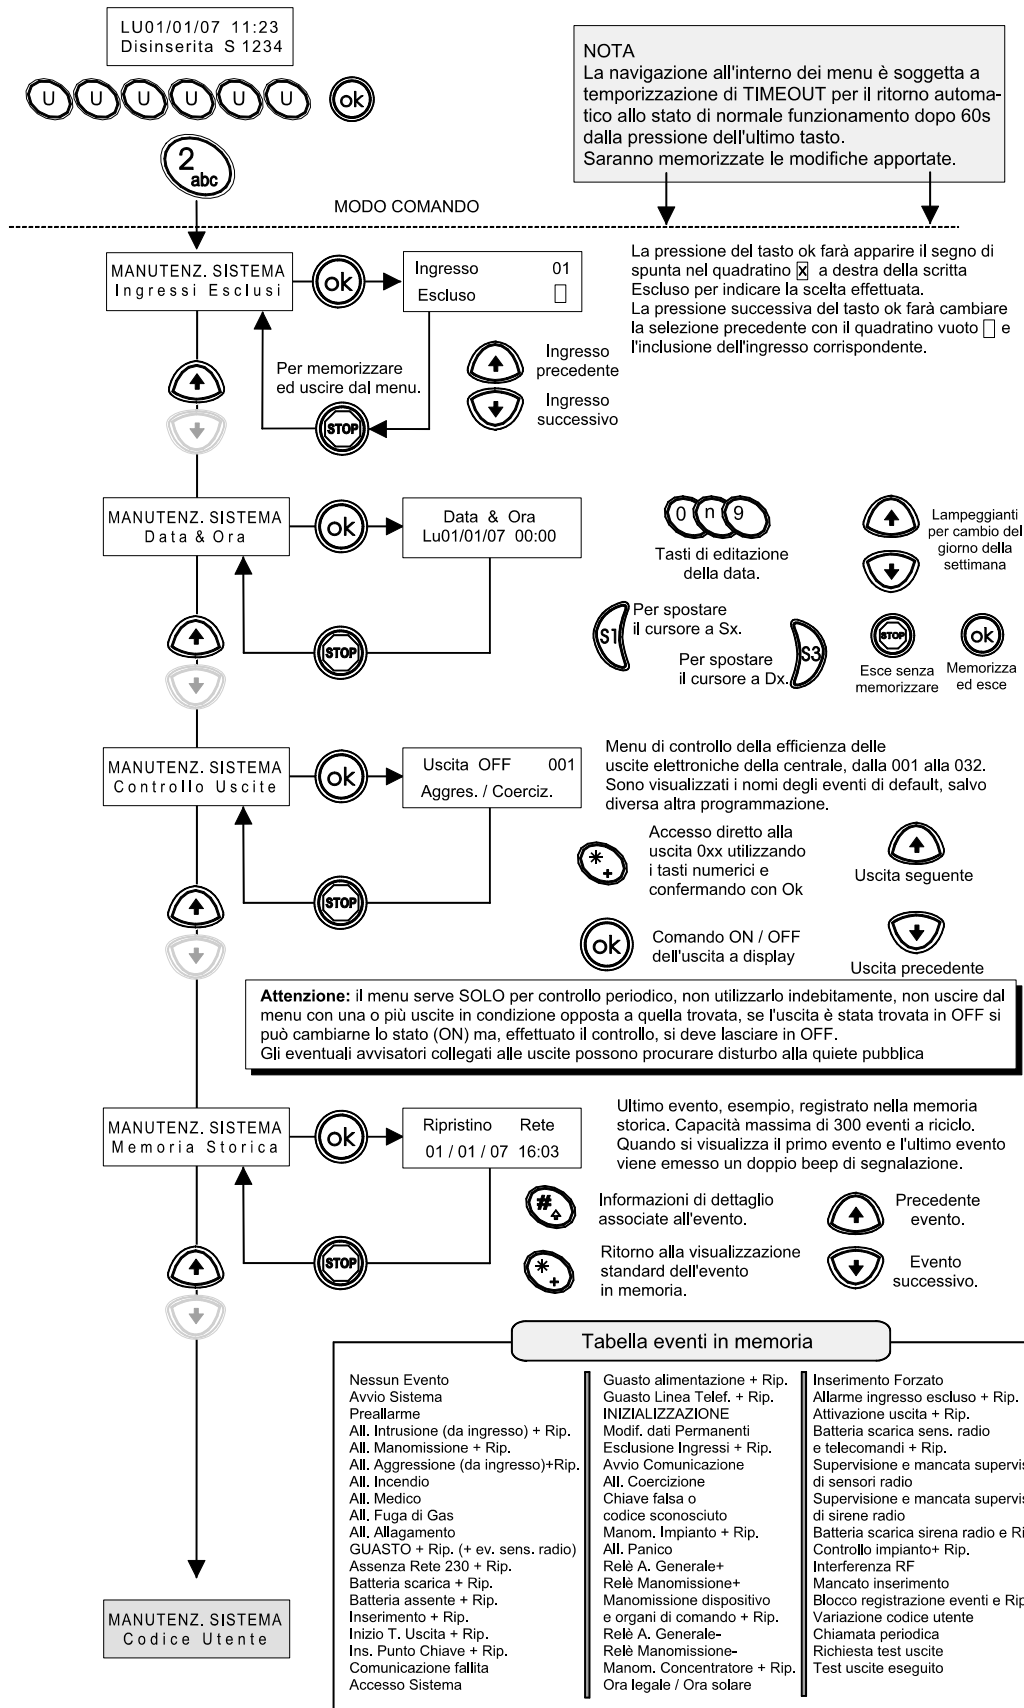 LU01/01/07 11:23
Disinserita S 1234
U U U U U U ok
2 abc
NOTA
La navigazione all'interno dei menu è soggetta a
temporizzazione di TIMEOUT per il ritorno automa-
tico allo stato di normale funzionamento dopo 60s
dalla pressione dell'ultimo tasto.
Saranno memorizzate le modifiche apportate.
MODO COMANDO
MANUTENZ. SISTEMA
Ingressi Esclusi
ok
Ingresso 01
Escluso
La pressione del tasto ok farà apparire il segno di
spunta nel quadratino X a destra della scritta
Escluso per indicare la scelta effettuata.
La pressione successiva del tasto ok farà cambiare
la selezione precedente con il quadratino vuoto e
l'inclusione dell'ingresso corrispondente.
Per memorizzare
ed uscire dal menu.
STOP
Ingresso
precedente
Ingresso
successivo
MANUTENZ. SISTEMA
Data & Ora
ok
Data & Ora
Lu01/01/07 00:00
STOP
0 n 9
Tasti di editazione
della data.
Lampeggianti
per cambio del
giorno della
settimana
S1
Per spostare
il cursore a Sx.
Per spostare
il cursore a Dx.
S3
STOP
Esce senza
memorizzare
ok
Memorizza
ed esce
MANUTENZ. SISTEMA
Controllo Uscite
ok
Uscita OFF 001
Aggres. / Coerciz.
STOP
Menu di controllo della efficienza delle
uscite elettroniche della centrale, dalla 001 alla 032.
Sono visualizzati i nomi degli eventi di default, salvo
diversa altra programmazione.
* +
Accesso diretto alla
uscita 0xx utilizzando
i tasti numerici e
confermando con Ok
Uscita seguente
ok
Comando ON / OFF
dell'uscita a display
Uscita precedente
Attenzione: il menu serve SOLO per controllo periodico, non utilizzarlo indebitamente, non uscire dal
menu con una o più uscite in condizione opposta a quella trovata, se l'uscita è stata trovata in OFF si
può cambiarne lo stato (ON) ma, effettuato il controllo, si deve lasciare in OFF.
Gli eventuali avvisatori collegati alle uscite possono procurare disturbo alla quiete pubblica
MANUTENZ. SISTEMA
Memoria Storica
ok
Ripristino Rete
01 / 01 / 07 16:03
STOP
Ultimo evento, esempio, registrato nella memoria
storica. Capacità massima di 300 eventi a riciclo.
Quando si visualizza il primo evento e l'ultimo evento
viene emesso un doppio beep di segnalazione.
#
Informazioni di dettaglio
associate all'evento.
Precedente
evento.
* +
Ritorno alla visualizzazione
standard dell'evento
in memoria.
Evento
successivo.
MANUTENZ. SISTEMA
Codice Utente
Tabella eventi in memoria
Nessun Evento
Avvio Sistema
Preallarme
All. Intrusione (da ingresso) + Rip.
All. Manomissione + Rip.
All. Aggressione (da ingresso)+Rip.
All. Incendio
All. Medico
All. Fuga di Gas
All. Allagamento
GUASTO + Rip. (+ ev. sens. radio)
Assenza Rete 230 + Rip.
Batteria scarica + Rip.
Batteria assente + Rip.
Inserimento + Rip.
Inizio T. Uscita + Rip.
Ins. Punto Chiave + Rip.
Comunicazione fallita
Accesso Sistema
Guasto alimentazione + Rip.
Guasto Linea Telef. + Rip.
INIZIALIZZAZIONE
Modif. dati Permanenti
Esclusione Ingressi + Rip.
Avvio Comunicazione
All. Coercizione
Chiave falsa o
codice sconosciuto
Manom. Impianto + Rip.
All. Panico
Relè A. Generale+
Relè Manomissione+
Manomissione dispositivo
e organi di comando + Rip.
Relè A. Generale-
Relè Manomissione-
Manom. Concentratore + Rip.
Ora legale / Ora solare
Inserimento Forzato
Allarme ingresso escluso + Rip.
Attivazione uscita + Rip.
Batteria scarica sens. radio
e telecomandi + Rip.
Supervisione e mancata supervis
di sensori radio
Supervisione e mancata supervis
di sirene radio
Batteria scarica sirena radio e Ri
Controllo impianto+ Rip.
Interferenza RF
Mancato inserimento
Blocco registrazione eventi e Rip
Variazione codice utente
Chiamata periodica
Richiesta test uscite
Test uscite eseguito